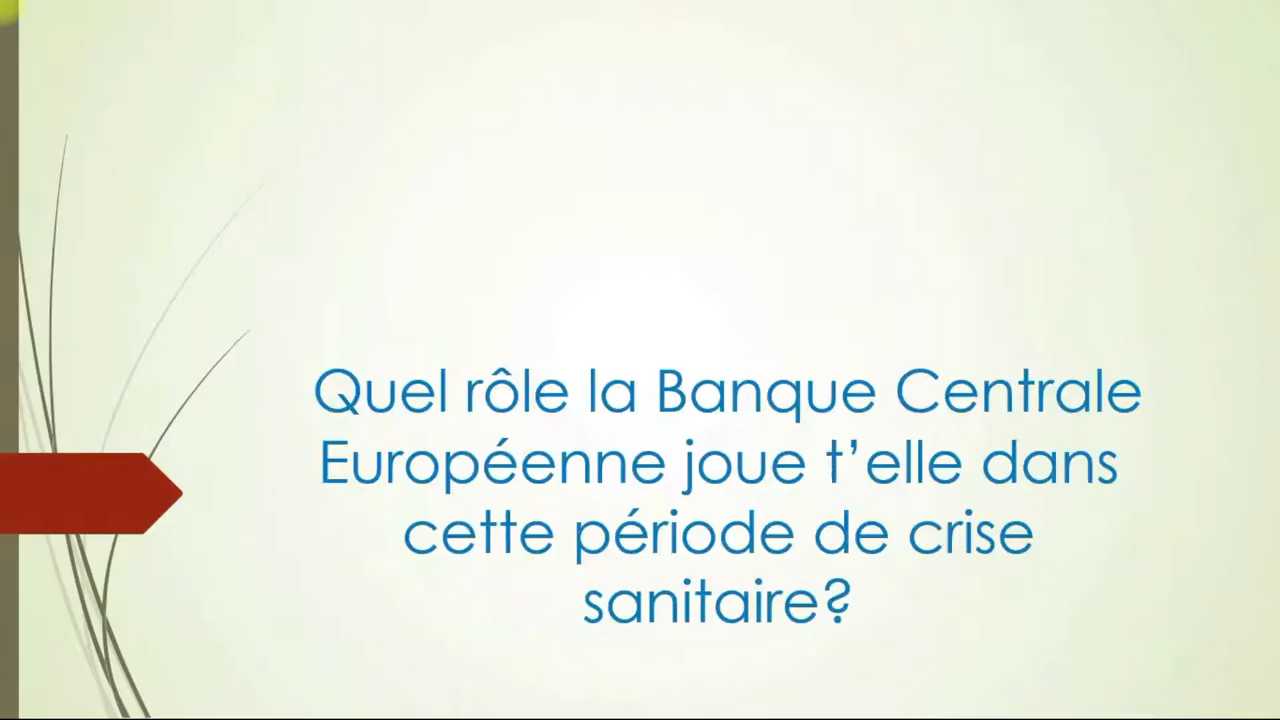 Quel rôle la Banque Centrale
Européenne joue t’elle dans
cette période de crise
sanitaire?